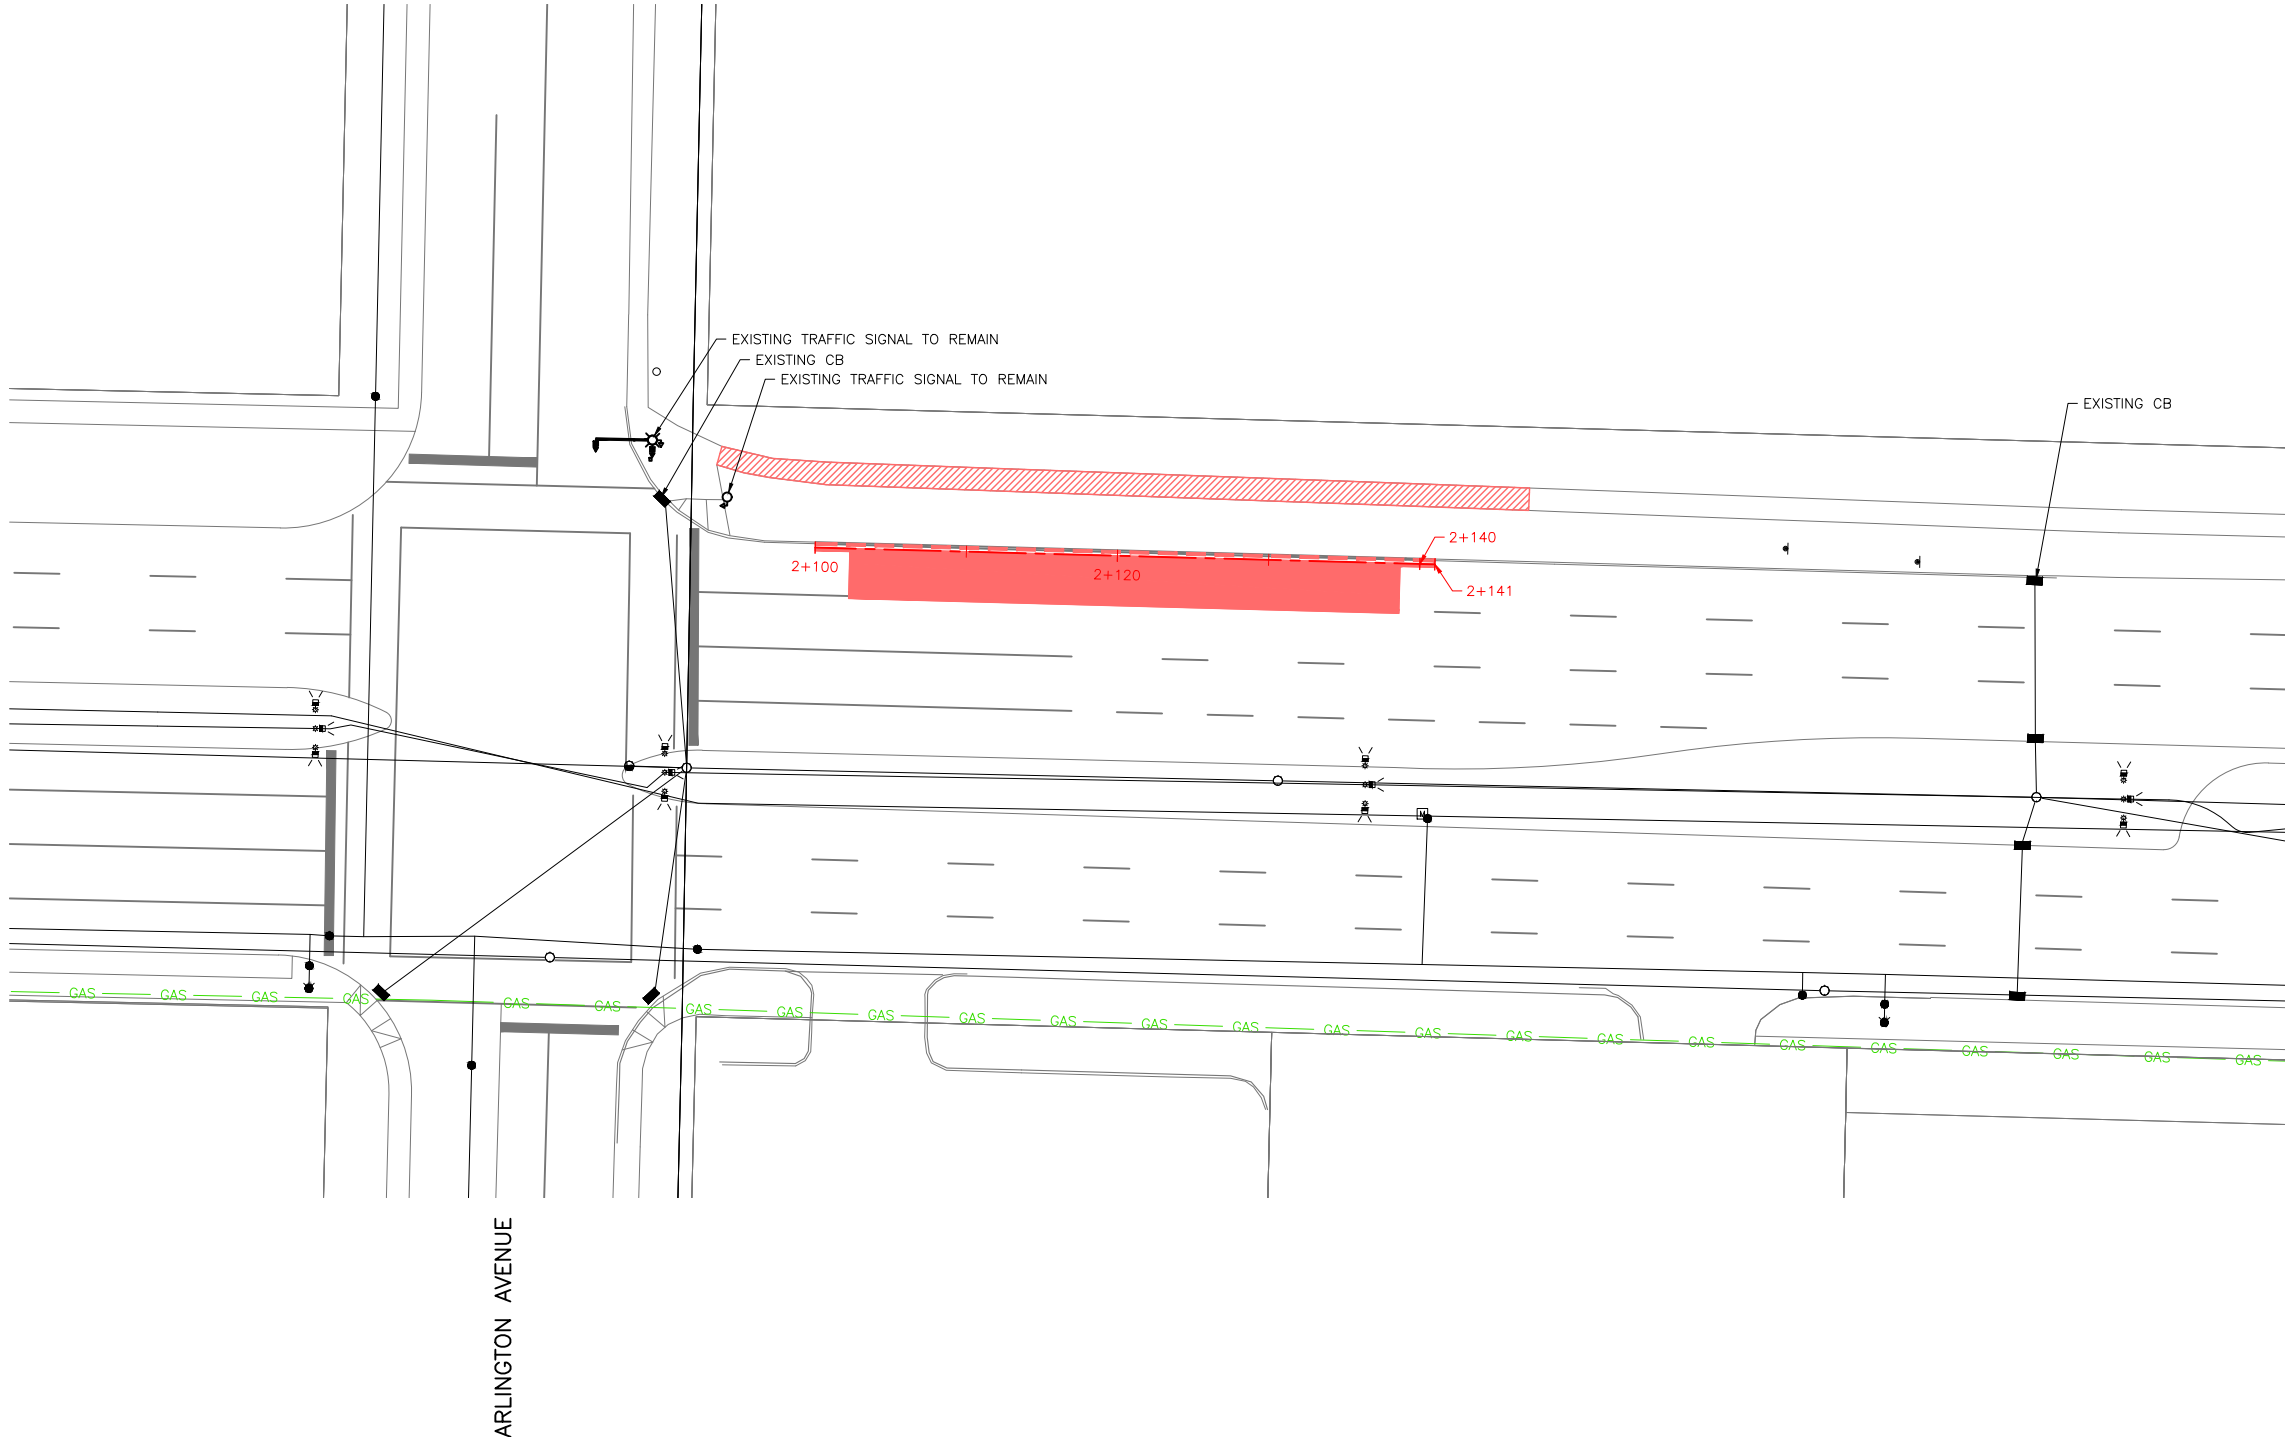 EXISTING TRAFFIC SIGNAL TO REMAIN
EXISTING CB
EXISTING TRAFFIC SIGNAL TO REMAIN
EXISTING CB
2+140
2+100
2+120
2+141
M
GAS GAS GAS GAS GAS GAS GAS GAS GAS GAS GAS GAS GAS GAS GAS GAS GAS GAS GAS GAS GAS GAS GAS GAS GAS
ARLINGTON AVENUE